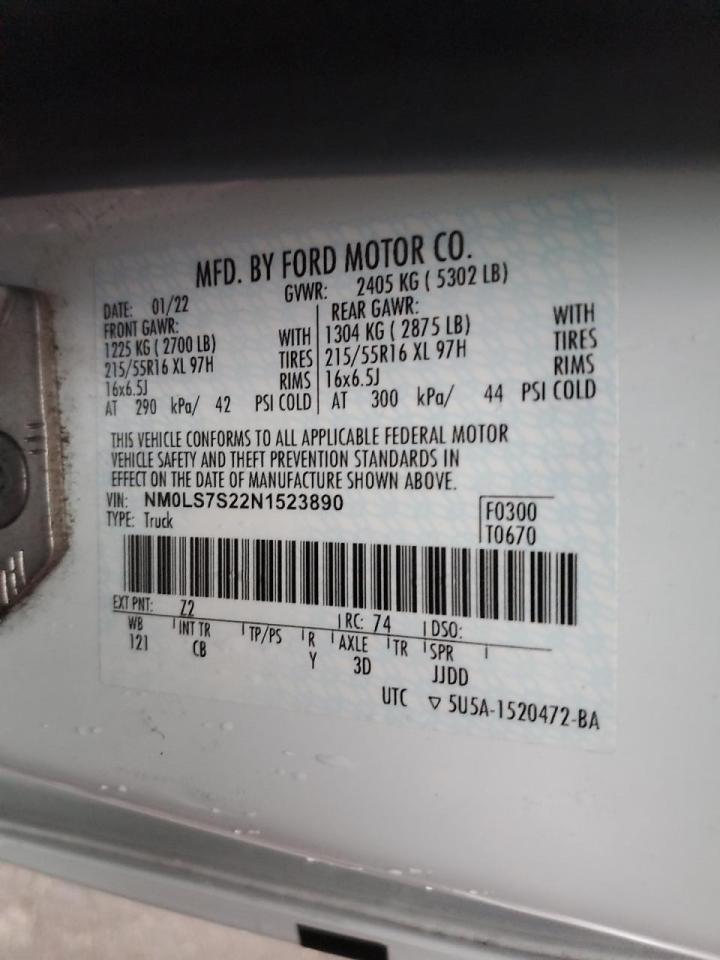 MFD. BY FORD MOTOR CO.
DATE: 01/22 GVWR: 2405 KG ( 5302 LB)
FRONT GAWR: REAR GAWR:
1225 KG ( 2700 LB) WITH 1304 KG ( 2875 LB) WITH
215/55R16 XL 97H TIRES 215/55R16 XL 97H TIRES
16x6.5J RIMS 16x6.5J RIMS
AT 290 kPa/ 42 PSI COLD AT 300 kPa/ 44 PSI COLD
THIS VEHICLE CONFORMS TO ALL APPLICABLE FEDERAL MOTOR
VEHICLE SAFETY AND THEFT PREVENTION STANDARDS IN
EFFECT ON THE DATE OF MANUFACTURE SHOWN ABOVE.
VIN: NM0LS7S22N1523890 F0300
TYPE: Truck T0670
EXT PNT: Z2 RC: 74 DSO:
WB INT TR TP/PS R AXLE TR SPR
121 CB Y 3D JJDD
UTC ▽ 5U5A-1520472-BA